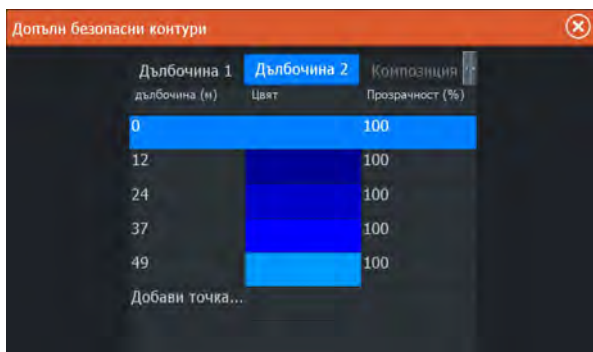 Допълн безопасни контури
Дълбочина 1 Дълбочина 2 Композиция
дълбочина (м) Цвят Прозрачност (%)
0 100
12 100
24 100
37 100
49 100
Добави точка...